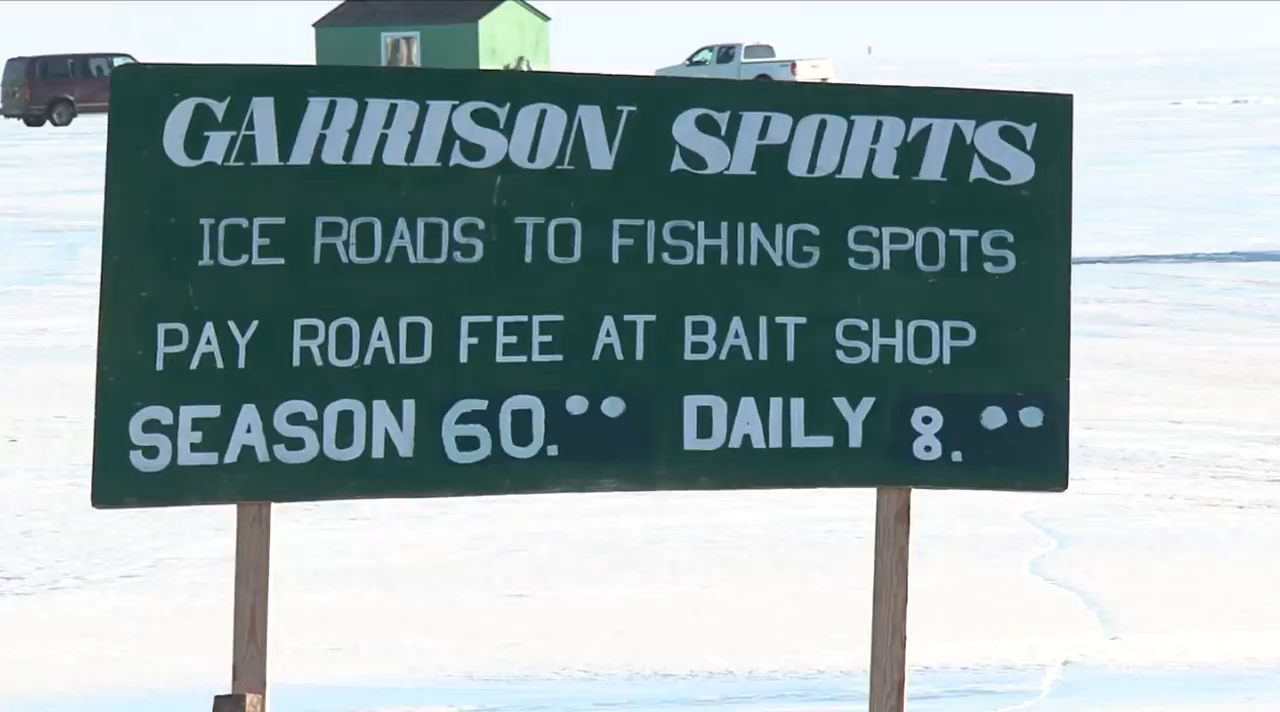 GARRISON SPORTS
ICE ROADS TO FISHING SPOTS
PAY ROAD FEE AT BAIT SHOP
SEASON 60.00 DAILY 8.00